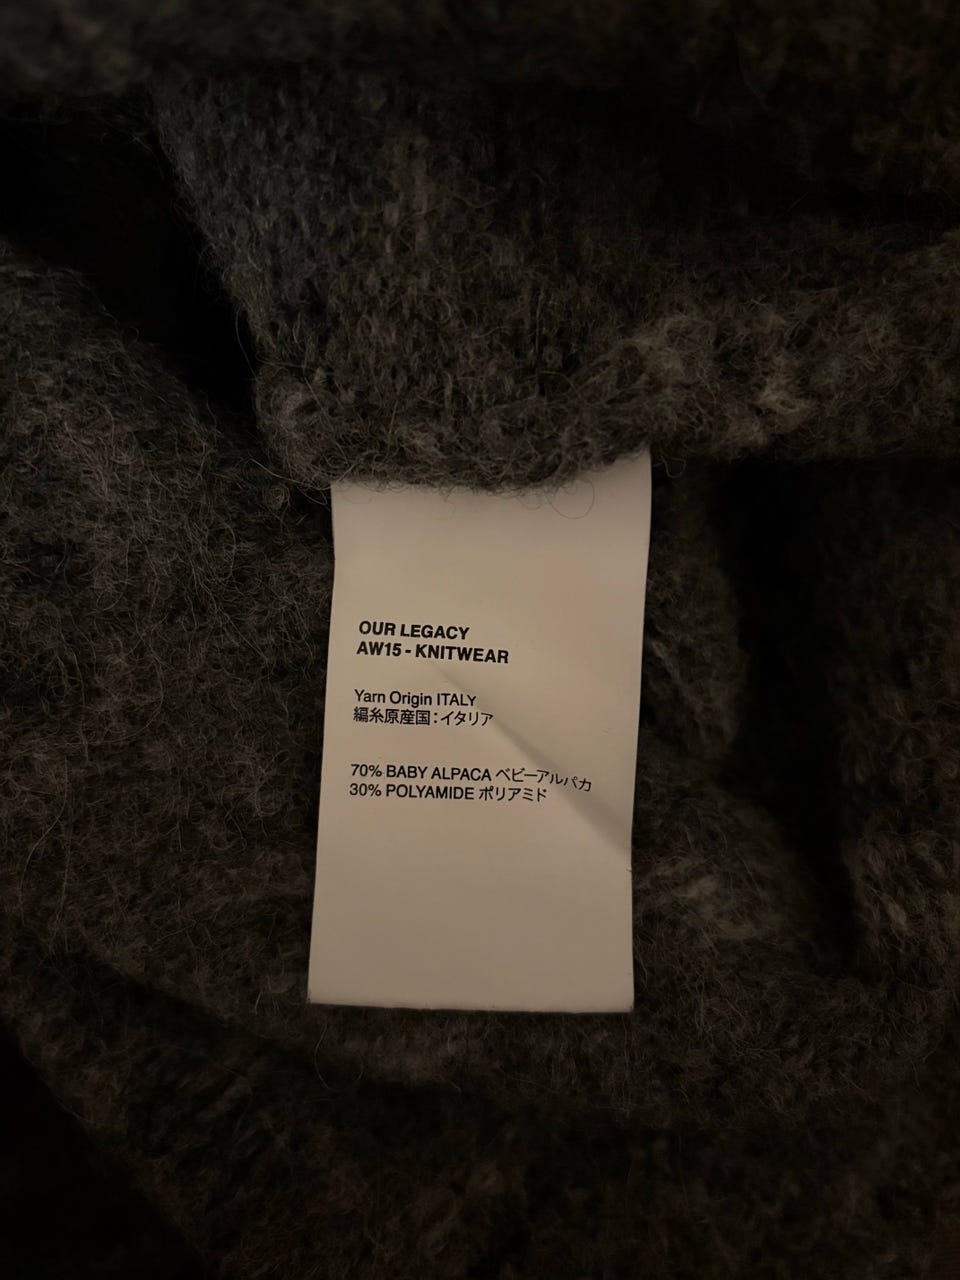 OUR LEGACY
AW15 - KNITWEAR
Yarn Origin ITALY
編糸原産国：イタリア
70% BABY ALPACA ベビーアルパカ
30% POLYAMIDE ポリアミド